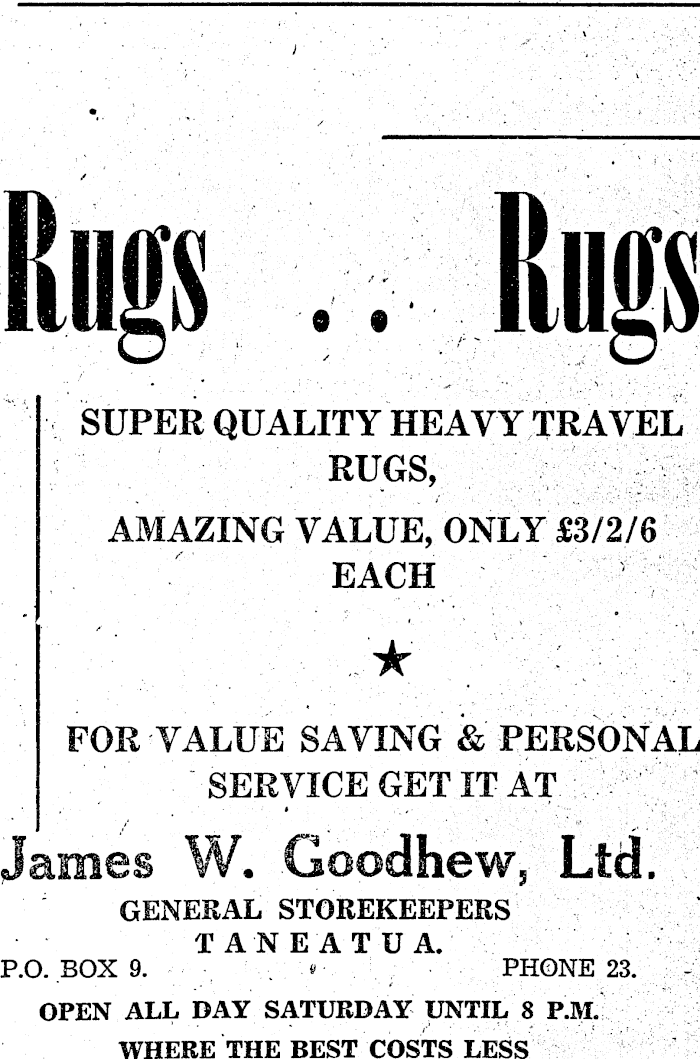 Rugs .. Rugs
SUPER QUALITY HEAVY TRAVEL
RUGS,
AMAZING VALUE, ONLY £3/2/6
EACH
★
FOR VALUE SAVING & PERSONAL
SERVICE GET IT AT
James W. Goodhew, Ltd.
GENERAL STOREKEEPERS
TANEATUA.
P.O. BOX 9. PHONE 23.
OPEN ALL DAY SATURDAY UNTIL 8 P.M.
WHERE THE BEST COSTS LESS